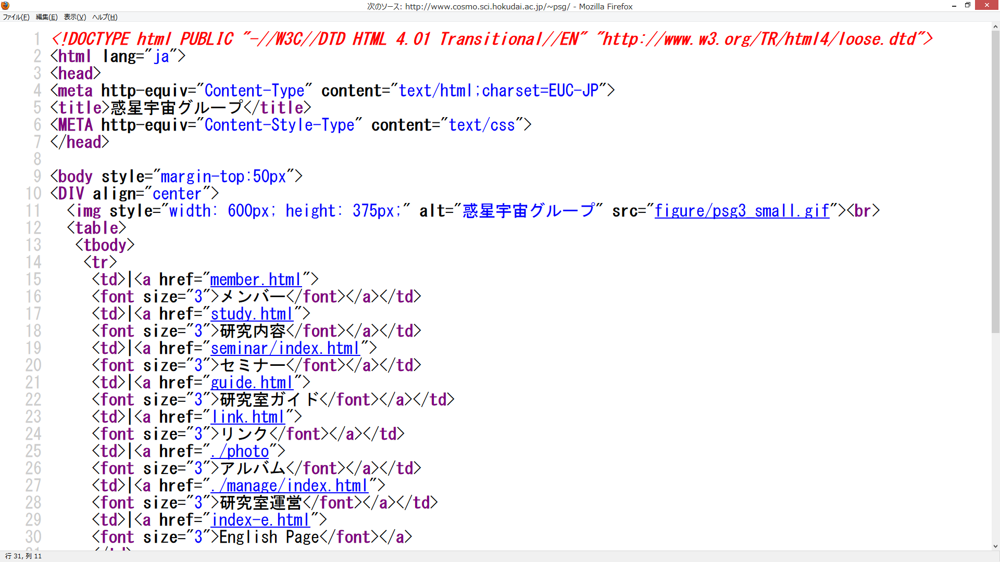 次のソース: http://www.cosmo.sci.hokudai.ac.jp/~psg/ - Mozilla Firefox
ファイル(F) 編集(E) 表示(V) ヘルプ(H)
1 <!DOCTYPE html PUBLIC "-//W3C//DTD HTML 4.01 Transitional//EN" "http://www.w3.org/TR/html4/loose.dtd">
2 <html lang="ja">
3 <head>
4 <meta http-equiv="Content-Type" content="text/html;charset=EUC-JP">
5 <title>惑星宇宙グループ</title>
6 <META http-equiv="Content-Style-Type" content="text/css">
7 </head>
8
9 <body style="margin-top:50px">
10 <DIV align="center">
11   <img style="width: 600px; height: 375px;" alt="惑星宇宙グループ" src="figure/psg3_small.gif"><br>
12   <table>
13    <tbody>
14     <tr>
15      <td>|<a href="member.html">
16      <font size="3">メンバー</font></a></td>
17      <td>|<a href="study.html">
18      <font size="3">研究内容</font></a></td>
19      <td>|<a href="seminar/index.html">
20      <font size="3">セミナー</font></a></td>
21      <td>|<a href="guide.html">
22      <font size="3">研究室ガイド</font></a></td>
23      <td>|<a href="link.html">
24      <font size="3">リンク</font></a></td>
25      <td>|<a href="./photo">
26      <font size="3">アルバム</font></a></td>
27      <td>|<a href="./manage/index.html">
28      <font size="3">研究室運営</font></a></td>
29      <td>|<a href="index-e.html">
30      <font size="3">English Page</font></a>
行 31, 列 11